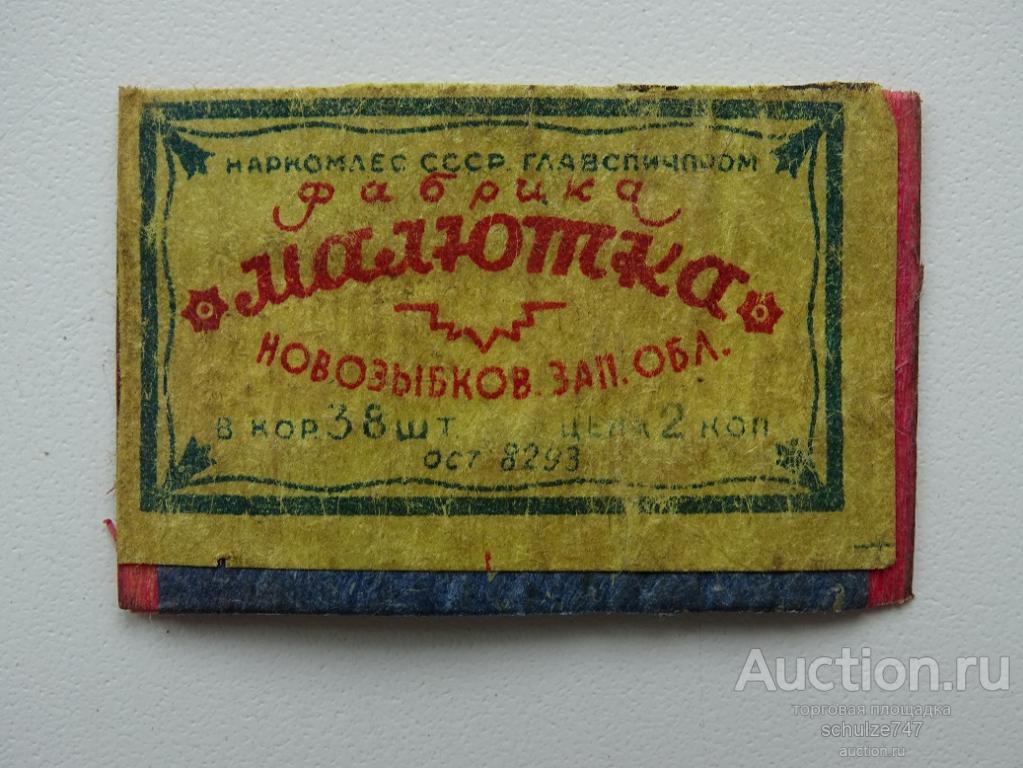 НАРКОМЛЕС СССР. ГЛАВСПИЧПРОМ
фабрика
малютка
НОВОЗЫБКОВ. ЗАП. ОБЛ.
В КОР. 38 ШТ. ЦЕНА 2 КОП.
ОСТ 8293
Auction.ru
торговая площадка
schulze747
auction.ru